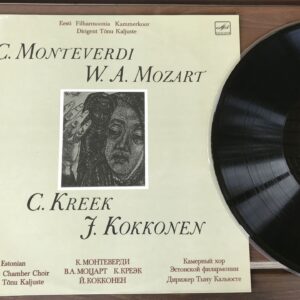 Eesti Filharmoonia Kammerkoor
Dirigent Tõnu Kaljuste
C. MONTEVERDI
W. A. MOZART
C. KREEK
J. KOKKONEN
Estonian
Chamber Choir
Tõnu Kaljuste
К. МОНТЕВЕРДИ
В.А. МОЦАРТ К. КРЕЭК
Й. КОККОНЕН
Камерный хор
Эстонской филармонии
Дирижер Тыну Кальюсте